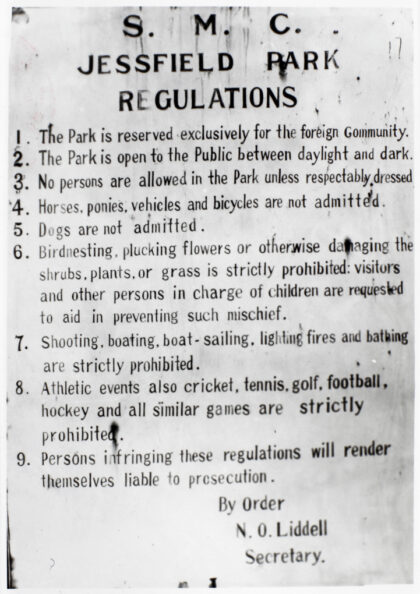 S. M. C.
JESSFIELD PARK
REGULATIONS
1. The Park is reserved exclusively for the foreign Community.
2. The Park is open to the Public between daylight and dark.
3. No persons are allowed in the Park unless respectably dressed
4. Horses, ponies, vehicles and bicycles are not admitted.
5. Dogs are not admitted.
6. Birdnesting, plucking flowers or otherwise damaging the
shrubs, plants, or grass is strictly prohibited: visitors
and other persons in charge of children are requested
to aid in preventing such mischief.
7. Shooting, boating, boat-sailing, lighting fires and bathing
are strictly prohibited.
8. Athletic events also cricket, tennis, golf, football,
hockey and all similar games are strictly
prohibited.
9. Persons infringing these regulations will render
themselves liable to prosecution.
By Order
N. O. Liddell
Secretary.